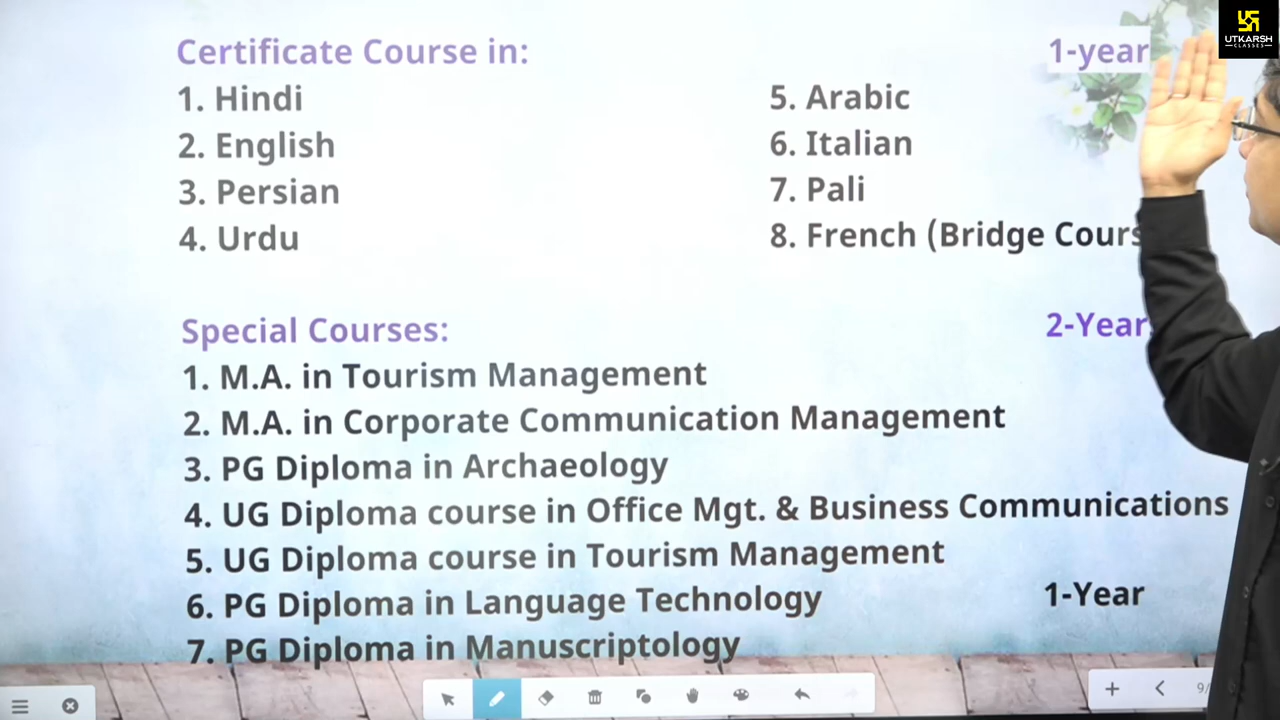 UTKARSH
CLASSES
Certificate Course in: 1-year
1. Hindi
2. English
3. Persian
4. Urdu
5. Arabic
6. Italian
7. Pali
8. French (Bridge
Special Courses: 2-Year
1. M.A. in Tourism Management
2. M.A. in Corporate Communication Management
3. PG Diploma in Archaeology
4. UG Diploma course in Office Mgt. & Business Communications
5. UG Diploma course in Tourism Management
6. PG Diploma in Language Technology 1-Year
7. PG Diploma in Manuscriptology
9/